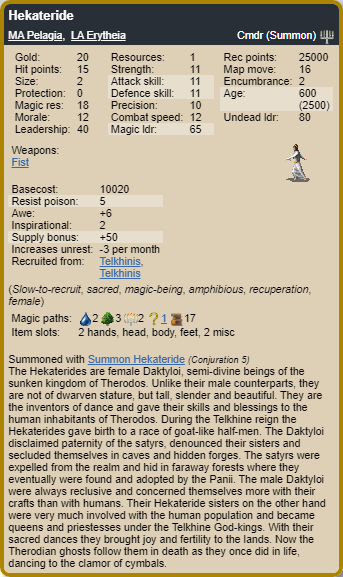 Hekateride
MA Pelagia, LA Erytheia Cmdr (Summon)
Gold: 20 Resources: 1 Rec points: 25000
Hit points: 15 Strength: 11 Map move: 16
Size: 2 Attack skill: 11 Encumbrance: 2
Protection: 0 Defence skill: 11 Age: 600
Magic res: 18 Precision: 10 (2500)
Morale: 12 Combat speed: 12 Undead ldr: 80
Leadership: 40 Magic ldr: 65
Weapons:
Fist
Basecost: 10020
Resist poison: 5
Awe: +6
Inspirational: 2
Supply bonus: +50
Increases unrest: -3 per month
Recruited from: Telkhinis,
Telkhinis
(Slow-to-recruit, sacred, magic-being, amphibious, recuperation,
female)
Magic paths: 2 3 2 ? 1 17
Item slots: 2 hands, head, body, feet, 2 misc
Summoned with Summon Hekateride (Conjuration 5)
The Hekaterides are female Daktyloi, semi-divine beings of the
sunken kingdom of Therodos. Unlike their male counterparts, they
are not of dwarven stature, but tall, slender and beautiful. They are
the inventors of dance and gave their skills and blessings to the
human inhabitants of Therodos. During the Telkhine reign the
Hekaterides gave birth to a race of goat-like half-men. The Daktyloi
disclaimed paternity of the satyrs, denounced their sisters and
secluded themselves in caves and hidden forges. The satyrs were
expelled from the realm and hid in faraway forests where they
eventually were found and adopted by the Panii. The male Daktyloi
were always reclusive and concerned themselves more with their
crafts than with humans. Their Hekateride sisters on the other hand
were very much involved with the human population and became
queens and priestesses under the Telkhine God-kings. With their
sacred dances they brought joy and fertility to the lands. Now the
Therodian ghosts follow them in death as they once did in life,
dancing to the clamor of cymbals.